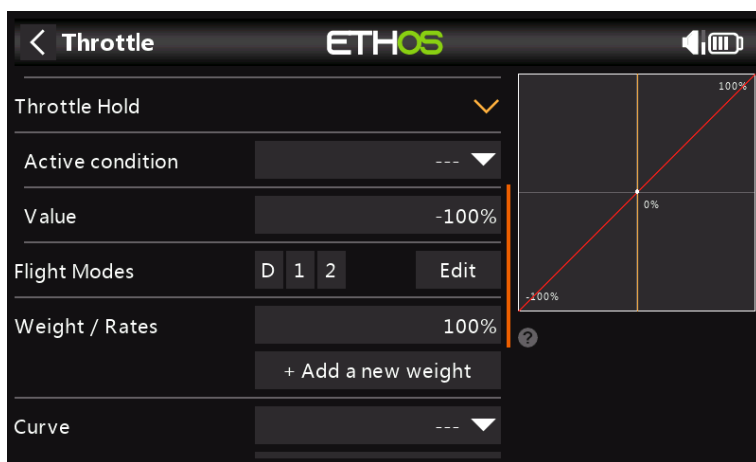 Throttle
ETHOS
Throttle Hold
Active condition
---
Value
-100%
Flight Modes
D 1 2
Edit
Weight / Rates
100%
+ Add a new weight
Curve
---
100%
0%
-100%
?